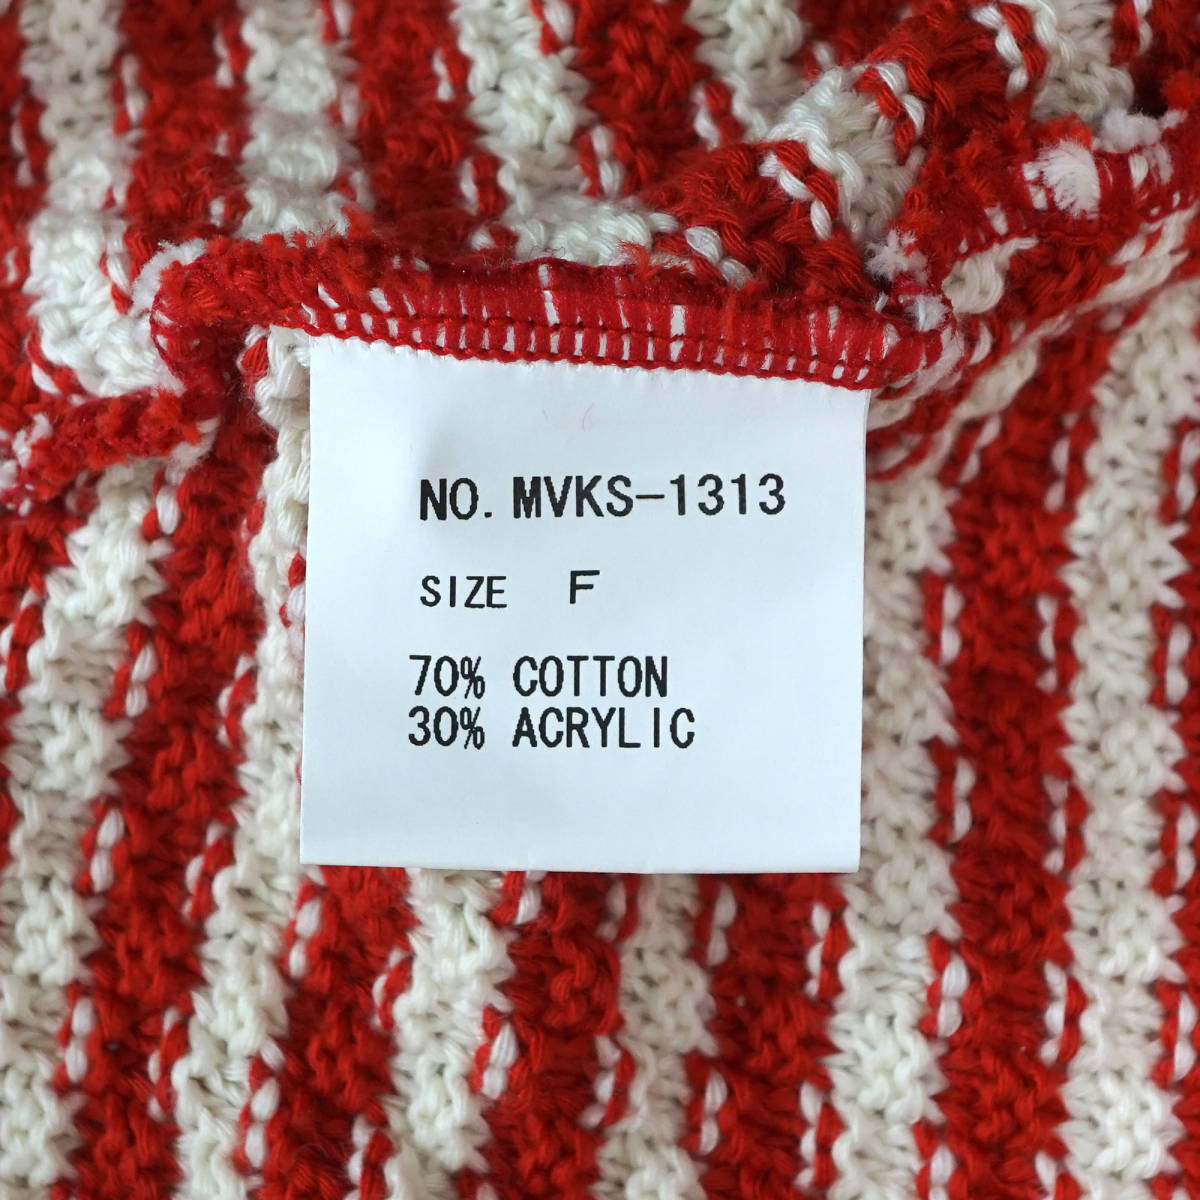 NO. MVKS-1313
SIZE F
70% COTTON
30% ACRYLIC